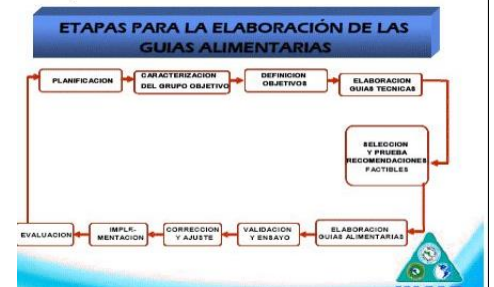 ETAPAS PARA LA ELABORACIÓN DE LAS
GUIAS ALIMENTARIAS
PLANIFICACION
CARACTERIZACION
DEL GRUPO OBJETIVO
DEFINICION
OBJETIVOS
ELABORACION
GUIAS TECNICAS
SELECCION
Y PRUEBA
RECOMENDACIONES
FACTIBLES
EVALUACION
IMPLE-
MENTACION
CORRECCION
Y AJUSTE
VALIDACION
Y ENSAYO
ELABORACION
GUIAS ALIMENTARIAS